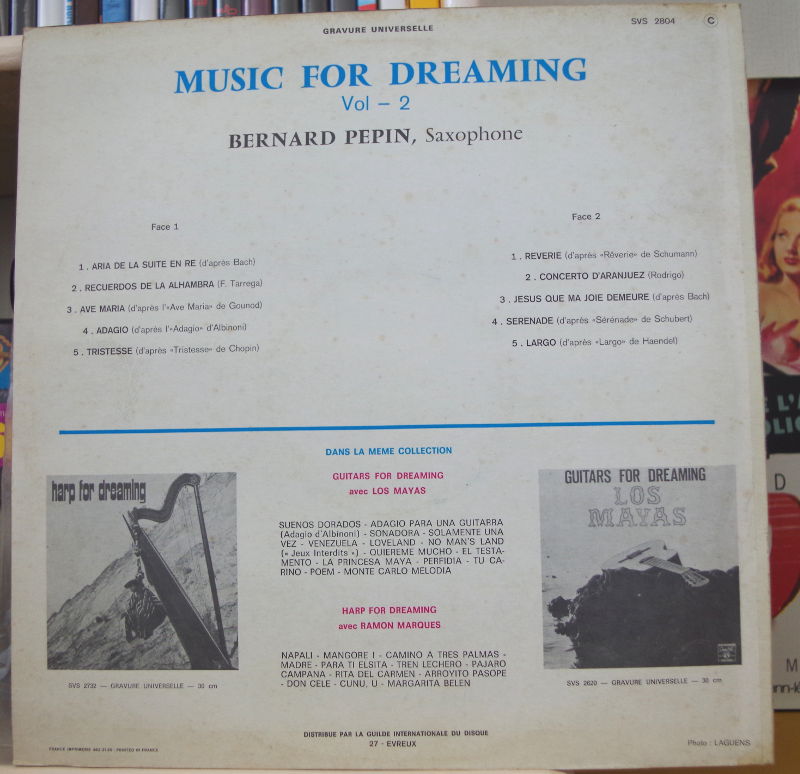 GRAVURE UNIVERSELLE
SVS 2804 C
MUSIC FOR DREAMING
Vol – 2
BERNARD PEPIN, Saxophone
Face 1
1 . ARIA DE LA SUITE EN RE (d'après Bach)
2 . RECUERDOS DE LA ALHAMBRA (F. Tarrega)
3 . AVE MARIA (d'après l'«Ave Maria» de Gounod)
4 . ADAGIO (d'après l'«Adagio» d'Albinoni)
5 . TRISTESSE (d'après «Tristesse» de Chopin)
Face 2
1 . REVERIE (d'après «Rêverie» de Schumann)
2 . CONCERTO D'ARANJUEZ (Rodrigo)
3 . JESUS QUE MA JOIE DEMEURE (d'après Bach)
4 . SERENADE (d'après «Sérénade» de Schubert)
5 . LARGO (d'après «Largo» de Haendel)
DANS LA MEME COLLECTION
GUITARS FOR DREAMING
avec LOS MAYAS
SUENOS DORADOS - ADAGIO PARA UNA GUITARRA
(Adagio d'Albinoni) - SONADORA - SOLAMENTE UNA
VEZ - VENEZUELA - LOVELAND - NO MAN'S LAND
(« Jeux Interdits ») - QUIEREME MUCHO - EL TESTA-
MENTO - LA PRINCESA MAYA - PERFIDIA - TU CA-
RINO - POEM - MONTE CARLO MELODIA
HARP FOR DREAMING
avec RAMON MARQUES
NAPALI - MANGORE I - CAMINO A TRES PALMAS -
MADRE - PARA TI ELSITA - TREN LECHERO - PAJARO
CAMPANA - RITA DEL CARMEN - ARROYITO PASOPE
- DON CELE - CUNU, U - MARGARITA BELEN
harp for dreaming
SVS 2732 — GRAVURE UNIVERSELLE — 30 cm
GUITARS FOR DREAMING
LOS
MAYAS
SVS 2620 — GRAVURE UNIVERSELLE — 30 cm
DISTRIBUE PAR LA GUILDE INTERNATIONALE DU DISQUE
27 - EVREUX
Photo : LAGUENS
E L'A
OLIC
D
M